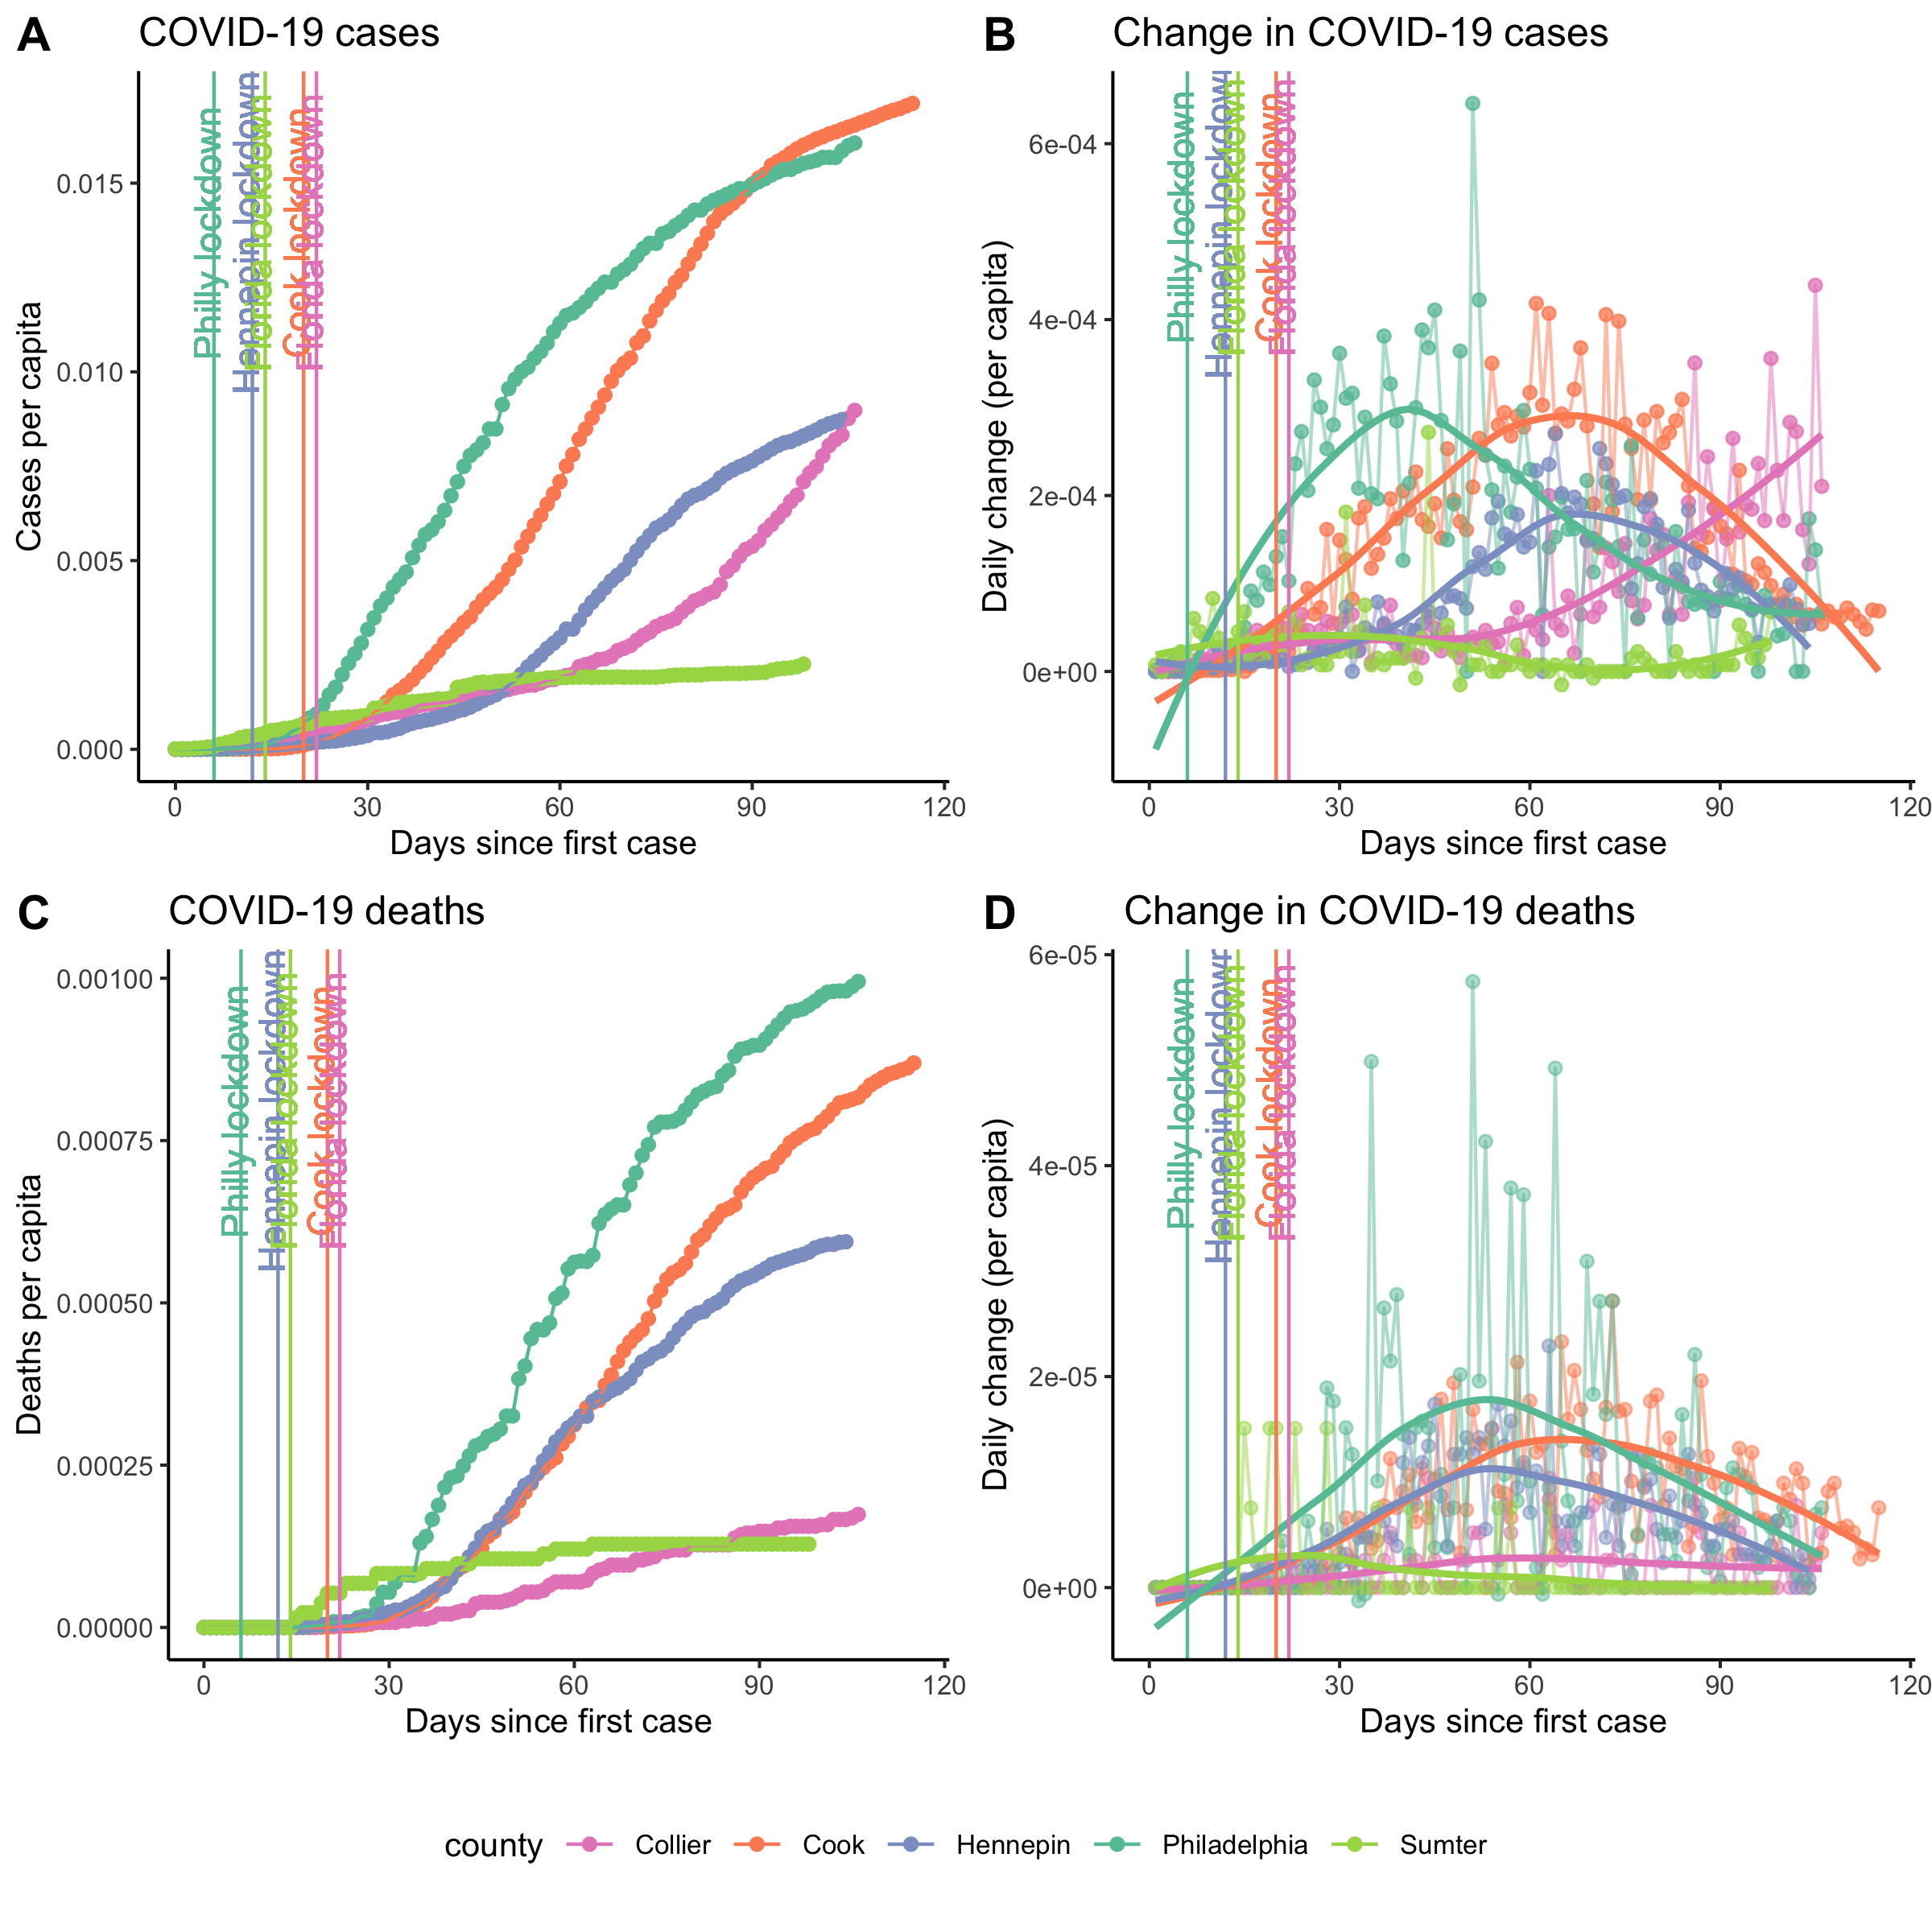 A
COVID-19 cases
Cases per capita
0.015
0.010
0.005
0.000
Philly lockdown
Hennepin lockdown
Florida lockdown
Cook lockdown
Florida lockdown
0
30
60
90
120
Days since first case
B
Change in COVID-19 cases
Daily change (per capita)
6e-04
4e-04
2e-04
0e+00
Philly lockdown
Hennepin lockdown
Florida lockdown
Cook lockdown
Florida lockdown
0
30
60
90
120
Days since first case
C
COVID-19 deaths
Deaths per capita
0.00100
0.00075
0.00050
0.00025
0.00000
Philly lockdown
Hennepin lockdown
Florida lockdown
Cook lockdown
Florida lockdown
0
30
60
90
120
Days since first case
D
Change in COVID-19 deaths
Daily change (per capita)
6e-05
4e-05
2e-05
0e+00
Philly lockdown
Hennepin lockdown
Florida lockdown
Cook lockdown
Florida lockdown
0
30
60
90
120
Days since first case
county Collier Cook Hennepin Philadelphia Sumter